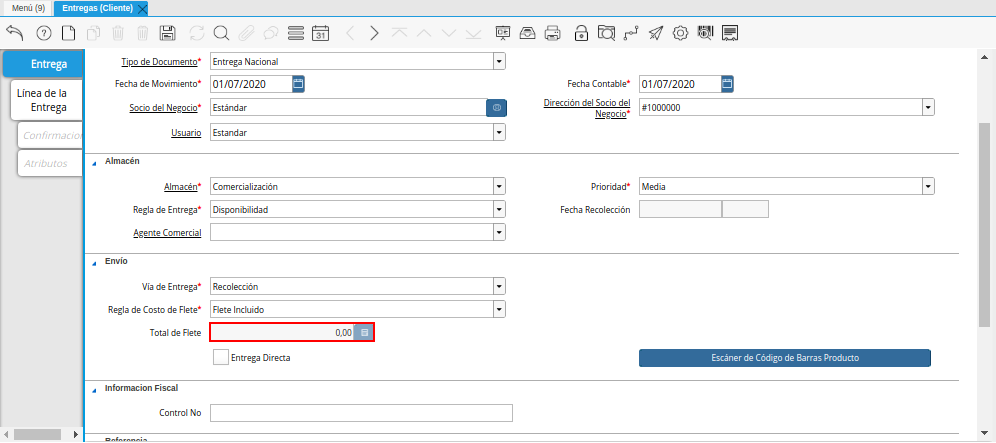 Menú (9) Entregas (Cliente)
31
Entrega
Línea de la
Entrega
Confirmacion
Atributos
Tipo de Documento* Entrega Nacional
Fecha de Movimiento* 01/07/2020 Fecha Contable* 01/07/2020
Socio del Negocio* Estándar Dirección del Socio del
Negocio* #1000000
Usuario Estandar
Almacén
Almacén* Comercialización Prioridad* Media
Regla de Entrega* Disponibilidad Fecha Recolección
Agente Comercial
Envío
Vía de Entrega* Recolección
Regla de Costo de Flete* Flete Incluido
Total de Flete 0,00
Entrega Directa Escáner de Código de Barras Producto
Informacion Fiscal
Control No
Referencia